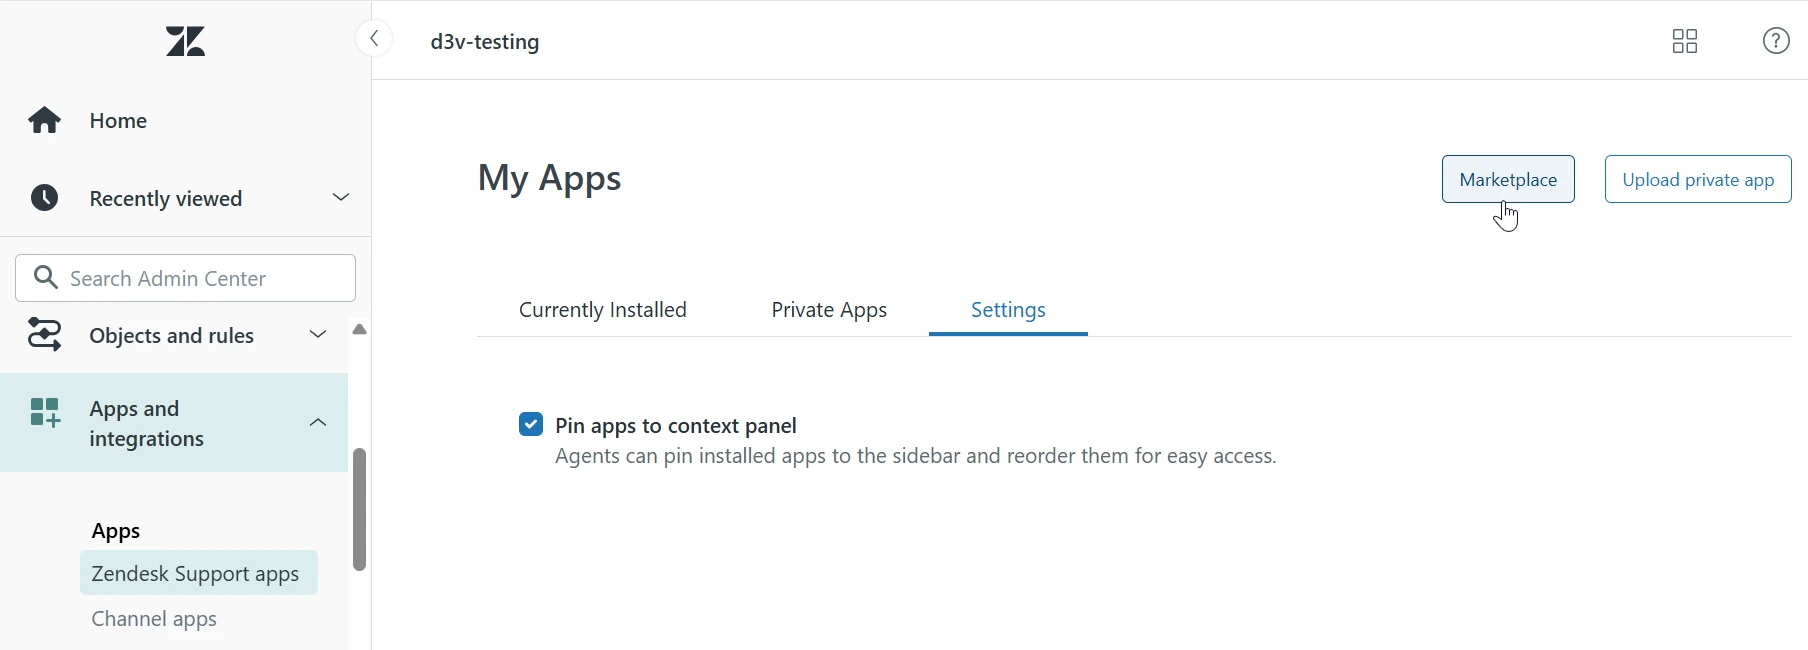 d3v-testing
Home
Recently viewed
Search Admin Center
Objects and rules
Apps and
integrations
Apps
Zendesk Support apps
Channel apps
My Apps
Marketplace
Upload private app
Currently Installed
Private Apps
Settings
Pin apps to context panel
Agents can pin installed apps to the sidebar and reorder them for easy access.